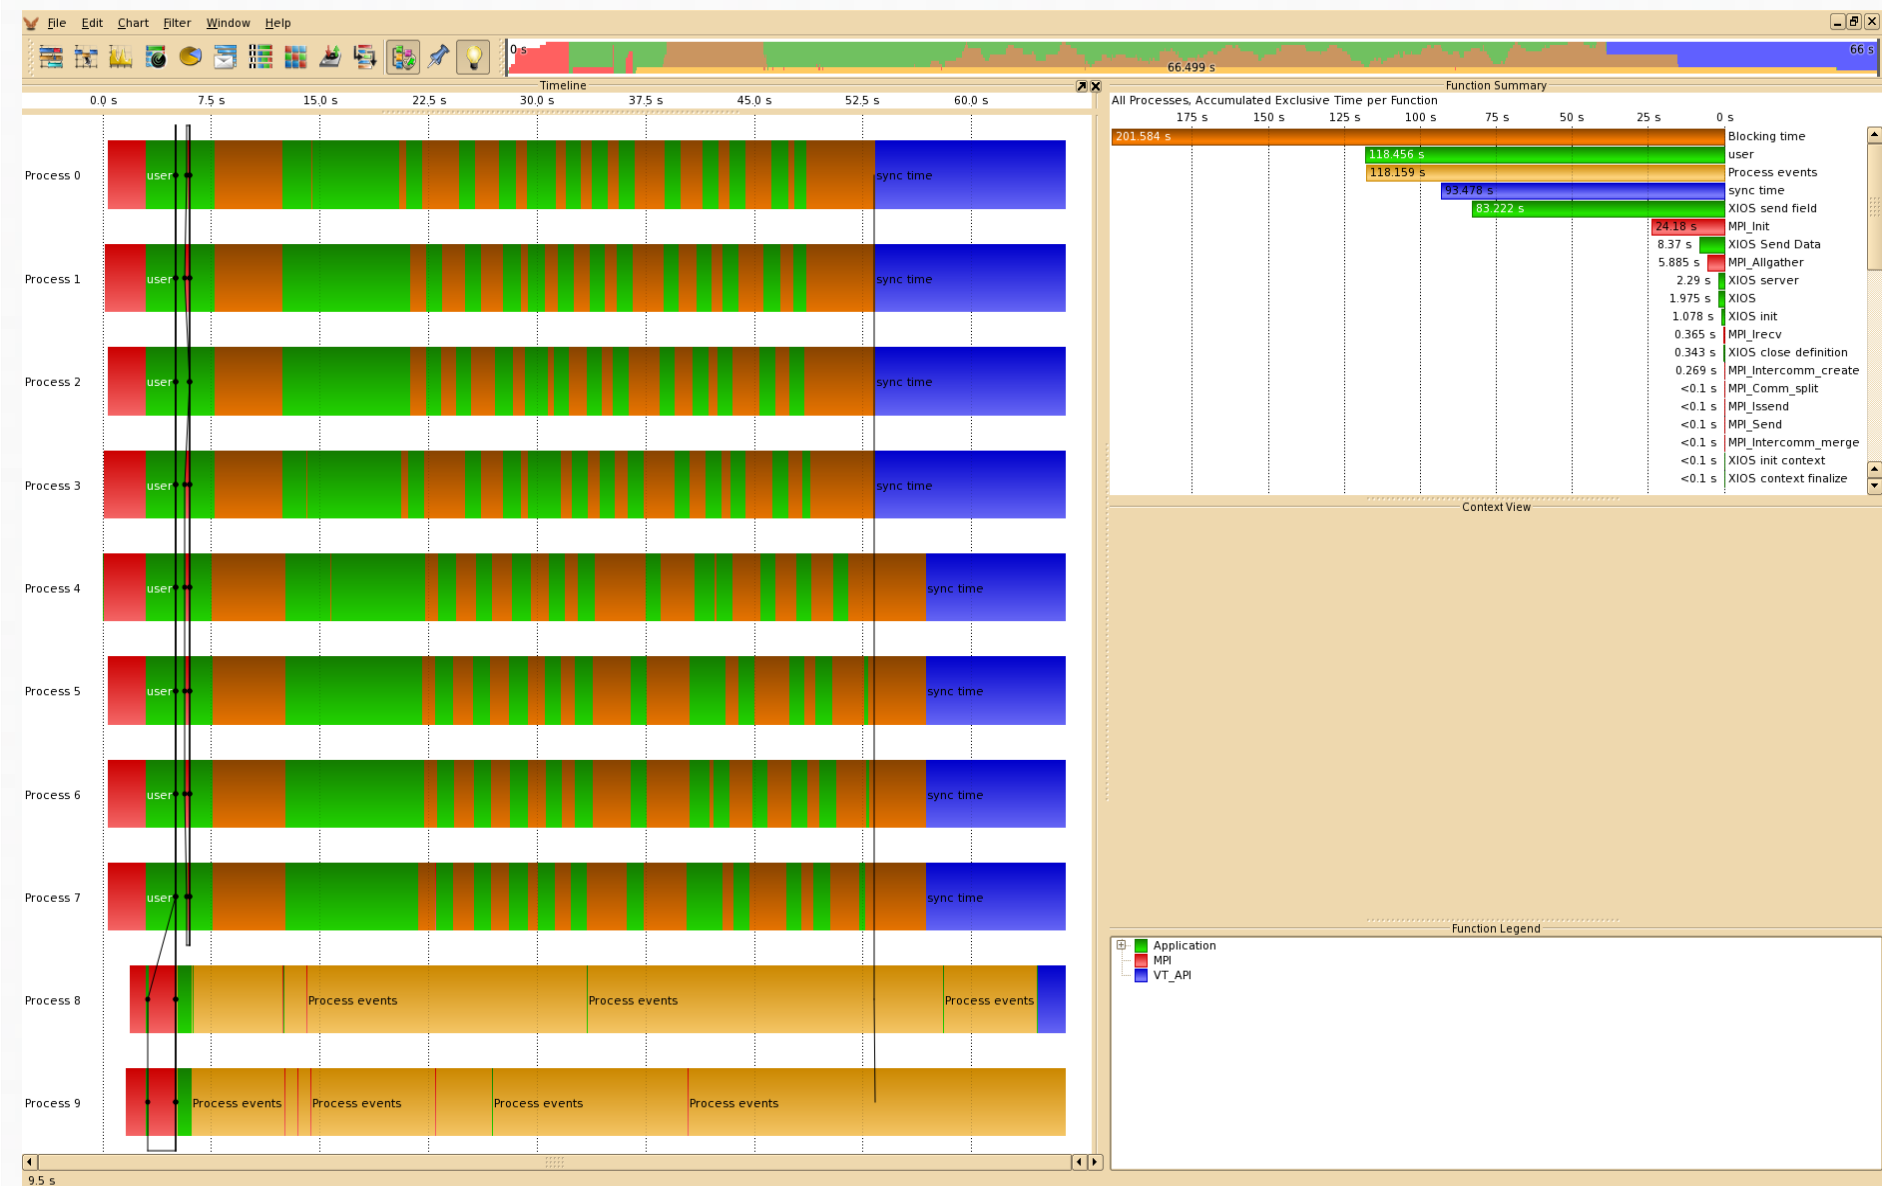 File Edit Chart Filter Window Help
0 s 66 s
66.499 s
Timeline
0.0 s 7.5 s 15.0 s 22.5 s 30.0 s 37.5 s 45.0 s 52.5 s 60.0 s
Process 0 user sync time
Process 1 user sync time
Process 2 user sync time
Process 3 user sync time
Process 4 user sync time
Process 5 user sync time
Process 6 user sync time
Process 7 user sync time
Process 8 Process events Process events Process events
Process 9 Process events Process events Process events Process events
9.5 s
Function Summary
All Processes, Accumulated Exclusive Time per Function
175 s 150 s 125 s 100 s 75 s 50 s 25 s 0 s
201.584 s Blocking time
118.456 s user
118.159 s Process events
93.478 s sync time
83.222 s XIOS send field
24.18 s MPI_Init
8.37 s XIOS Send Data
5.885 s MPI_Allgather
2.29 s XIOS server
1.975 s XIOS
1.078 s XIOS init
0.365 s MPI_Irecv
0.343 s XIOS close definition
0.269 s MPI_Intercomm_create
<0.1 s MPI_Comm_split
<0.1 s MPI_Issend
<0.1 s MPI_Send
<0.1 s MPI_Intercomm_merge
<0.1 s XIOS init context
<0.1 s XIOS context finalize
Context View
Function Legend
Application
MPI
VT_API